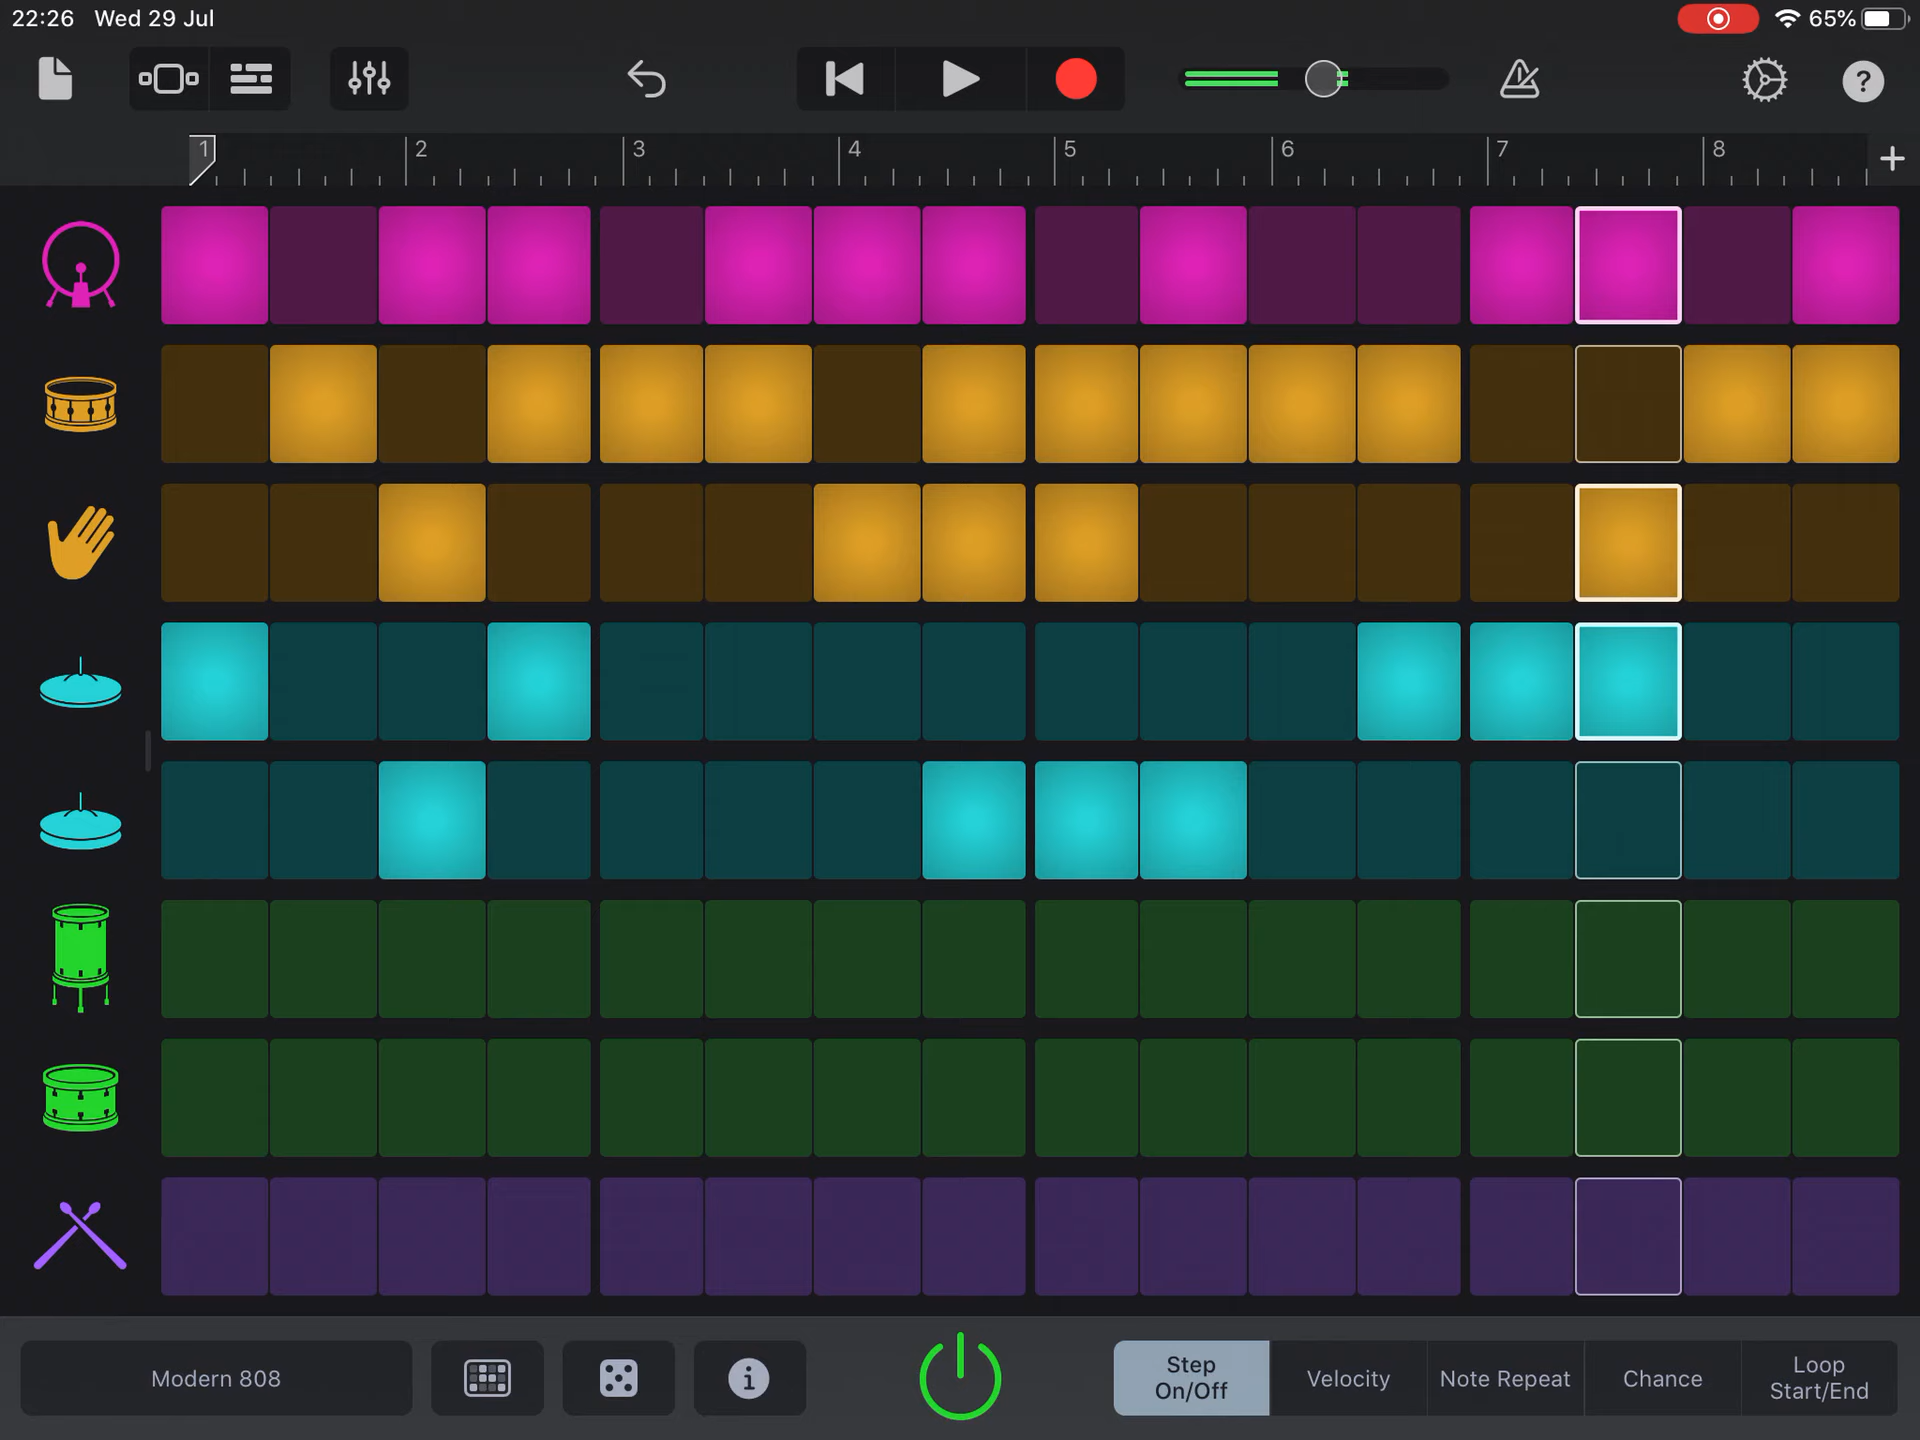 22:26 Wed 29 Jul
65%
?
1 2 3 4 5 6 7 8
Modern 808
i
Step
On/Off
Velocity
Note Repeat
Chance
Loop
Start/End